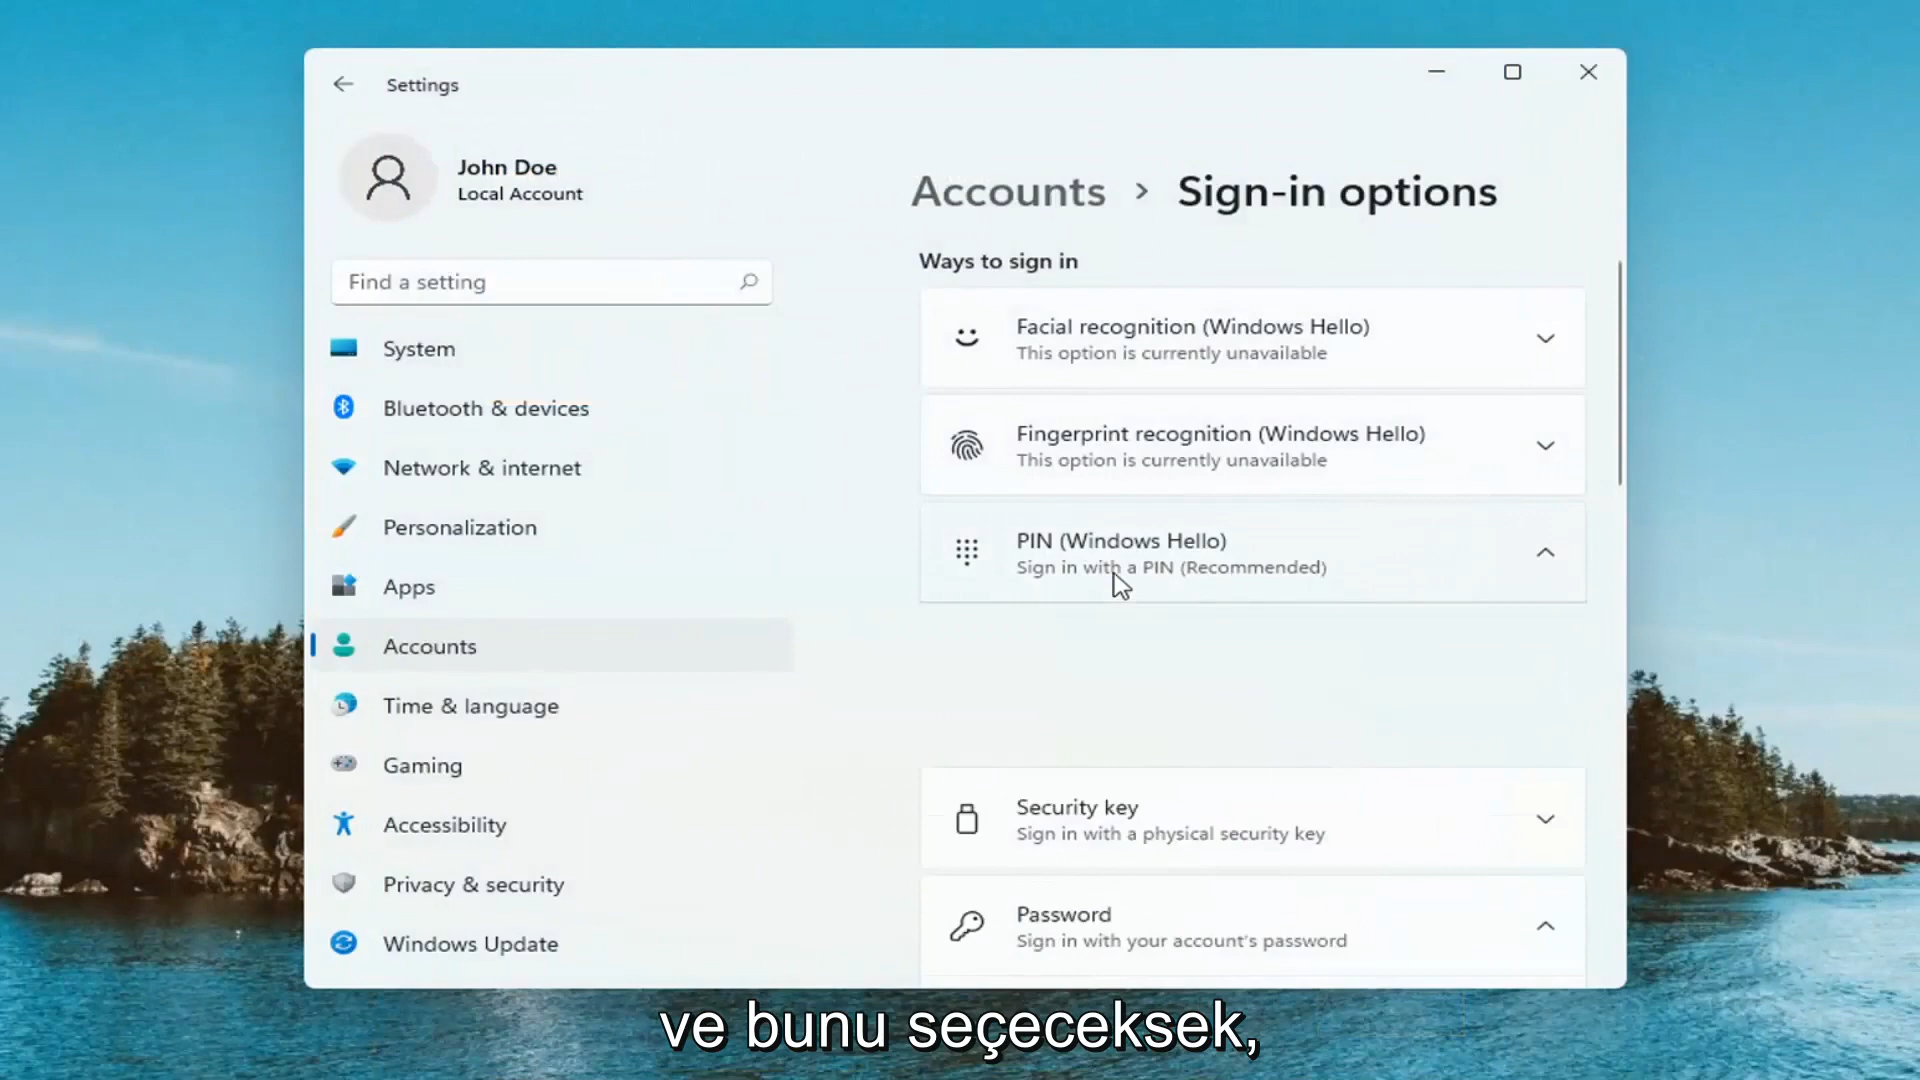 Settings
John Doe
Local Account
Find a setting
System
Bluetooth & devices
Network & internet
Personalization
Apps
Accounts
Time & language
Gaming
Accessibility
Privacy & security
Windows Update
Accounts > Sign-in options
Ways to sign in
Facial recognition (Windows Hello)
This option is currently unavailable
Fingerprint recognition (Windows Hello)
This option is currently unavailable
PIN (Windows Hello)
Sign in with a PIN (Recommended)
Security key
Sign in with a physical security key
Password
Sign in with your account's password
ve bunu seçeceksek,